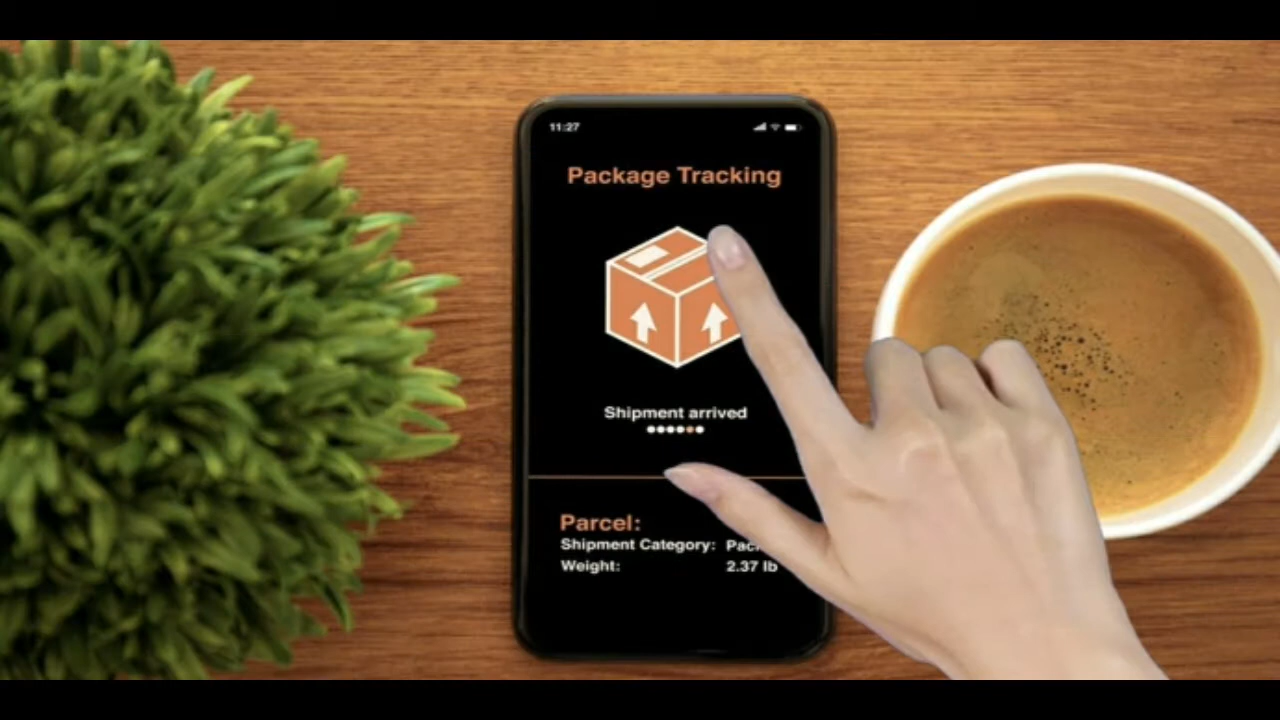 11:27
Package Tracking
Shipment arrived
Parcel:
Shipment Category:
Weight: 2.37 lb